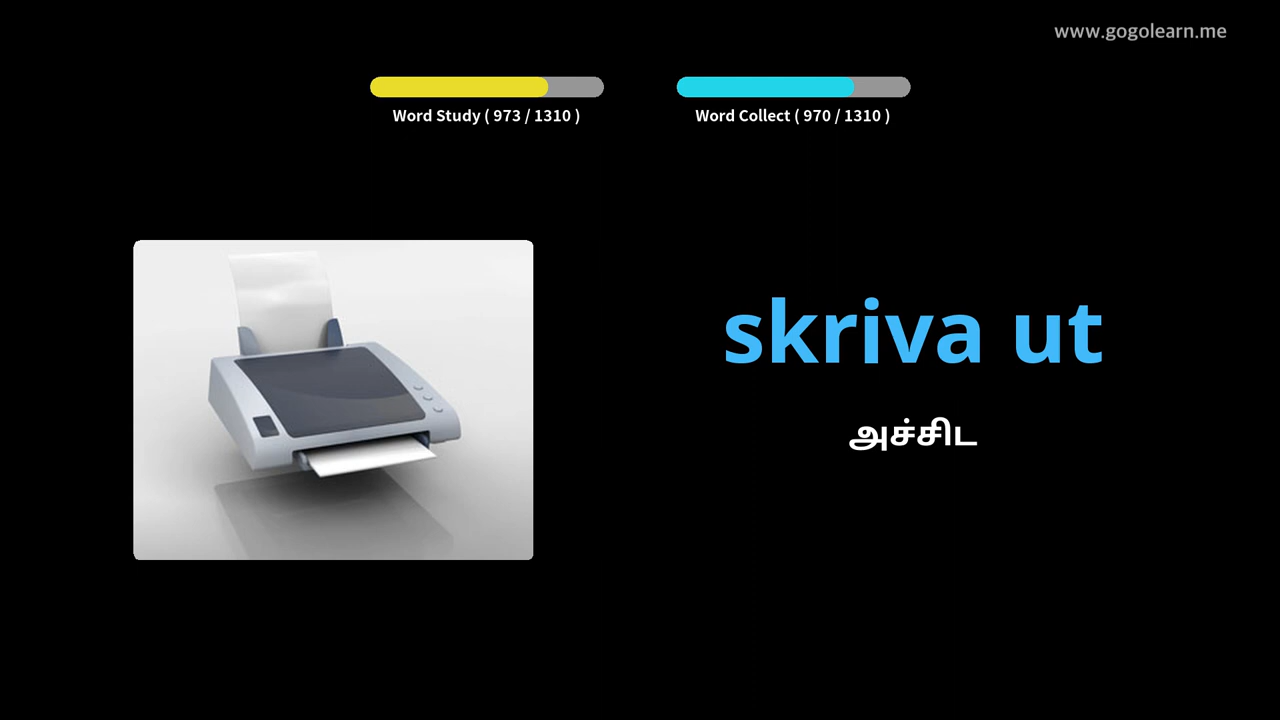 www.gogolearn.me
Word Study ( 973 / 1310 )
Word Collect ( 970 / 1310 )
skriva ut
அச்சிட